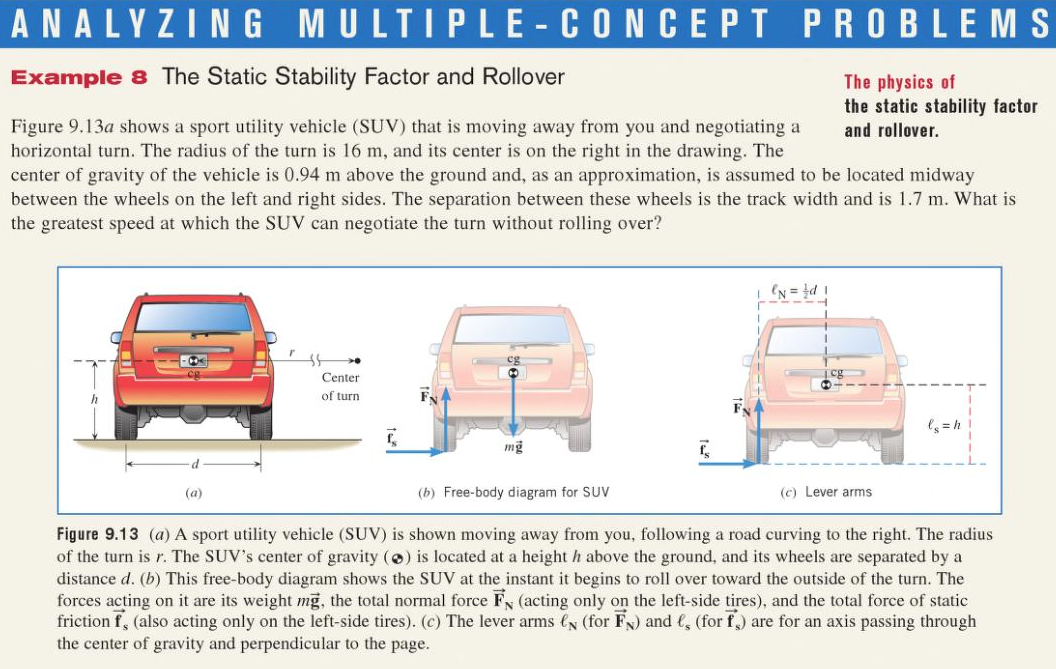 ANALYZING MULTIPLE-CONCEPT PROBLEMS
Example 8 The Static Stability Factor and Rollover
The physics of
the static stability factor
and rollover.
Figure 9.13a shows a sport utility vehicle (SUV) that is moving away from you and negotiating a
horizontal turn. The radius of the turn is 16 m, and its center is on the right in the drawing. The
center of gravity of the vehicle is 0.94 m above the ground and, as an approximation, is assumed to be located midway
between the wheels on the left and right sides. The separation between these wheels is the track width and is 1.7 m. What is
the greatest speed at which the SUV can negotiate the turn without rolling over?
cg
r
Center
of turn
h
d
(a)
cg
F⃗N
f⃗s
mg⃗
(b) Free-body diagram for SUV
ℓN = ½d
cg
F⃗N
f⃗s
ℓs = h
(c) Lever arms
Figure 9.13 (a) A sport utility vehicle (SUV) is shown moving away from you, following a road curving to the right. The radius
of the turn is r. The SUV's center of gravity () is located at a height h above the ground, and its wheels are separated by a
distance d. (b) This free-body diagram shows the SUV at the instant it begins to roll over toward the outside of the turn. The
forces acting on it are its weight mg⃗, the total normal force F⃗N (acting only on the left-side tires), and the total force of static
friction f⃗s (also acting only on the left-side tires). (c) The lever arms ℓN (for F⃗N) and ℓs (for f⃗s) are for an axis passing through
the center of gravity and perpendicular to the page.